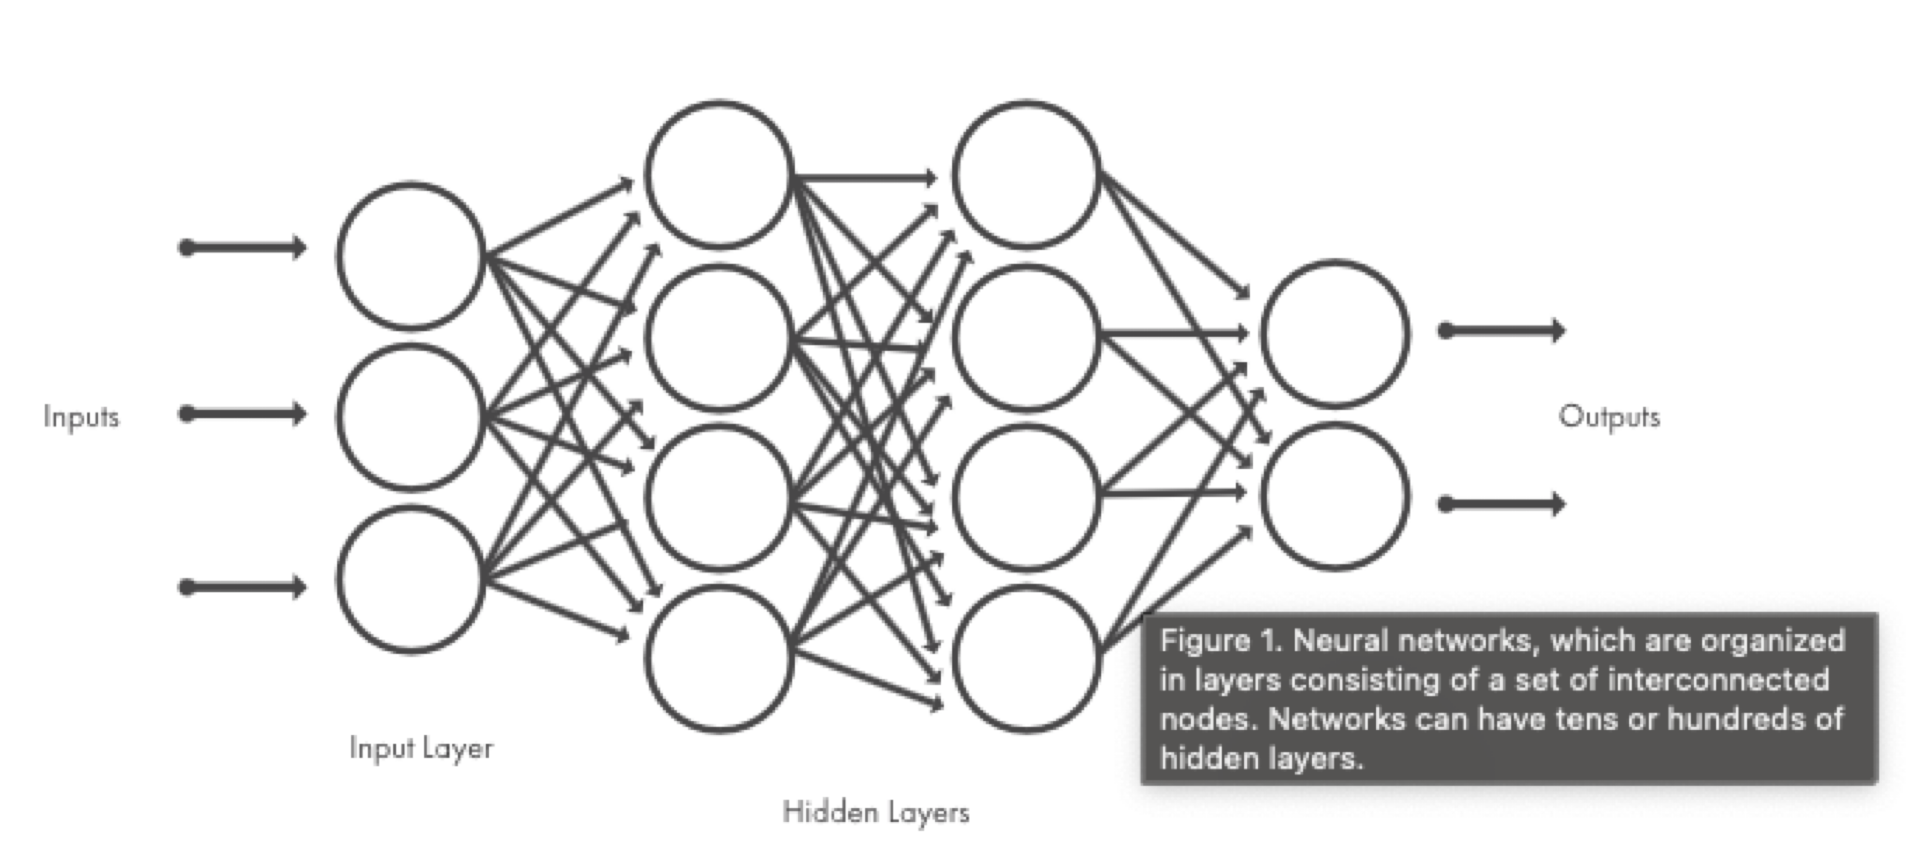 Inputs
Outputs
Figure 1. Neural networks, which are organized
in layers consisting of a set of interconnected
nodes. Networks can have tens or hundreds of
hidden layers.
Input Layer
Hidden Layers